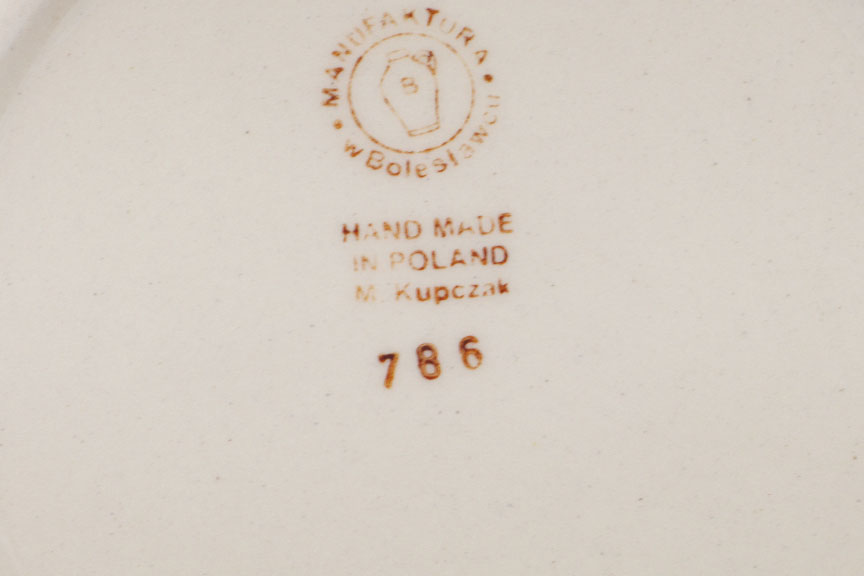 MANUFAKTURA
w Bolesławcu
B
HAND MADE
IN POLAND
M. Kupczak
786